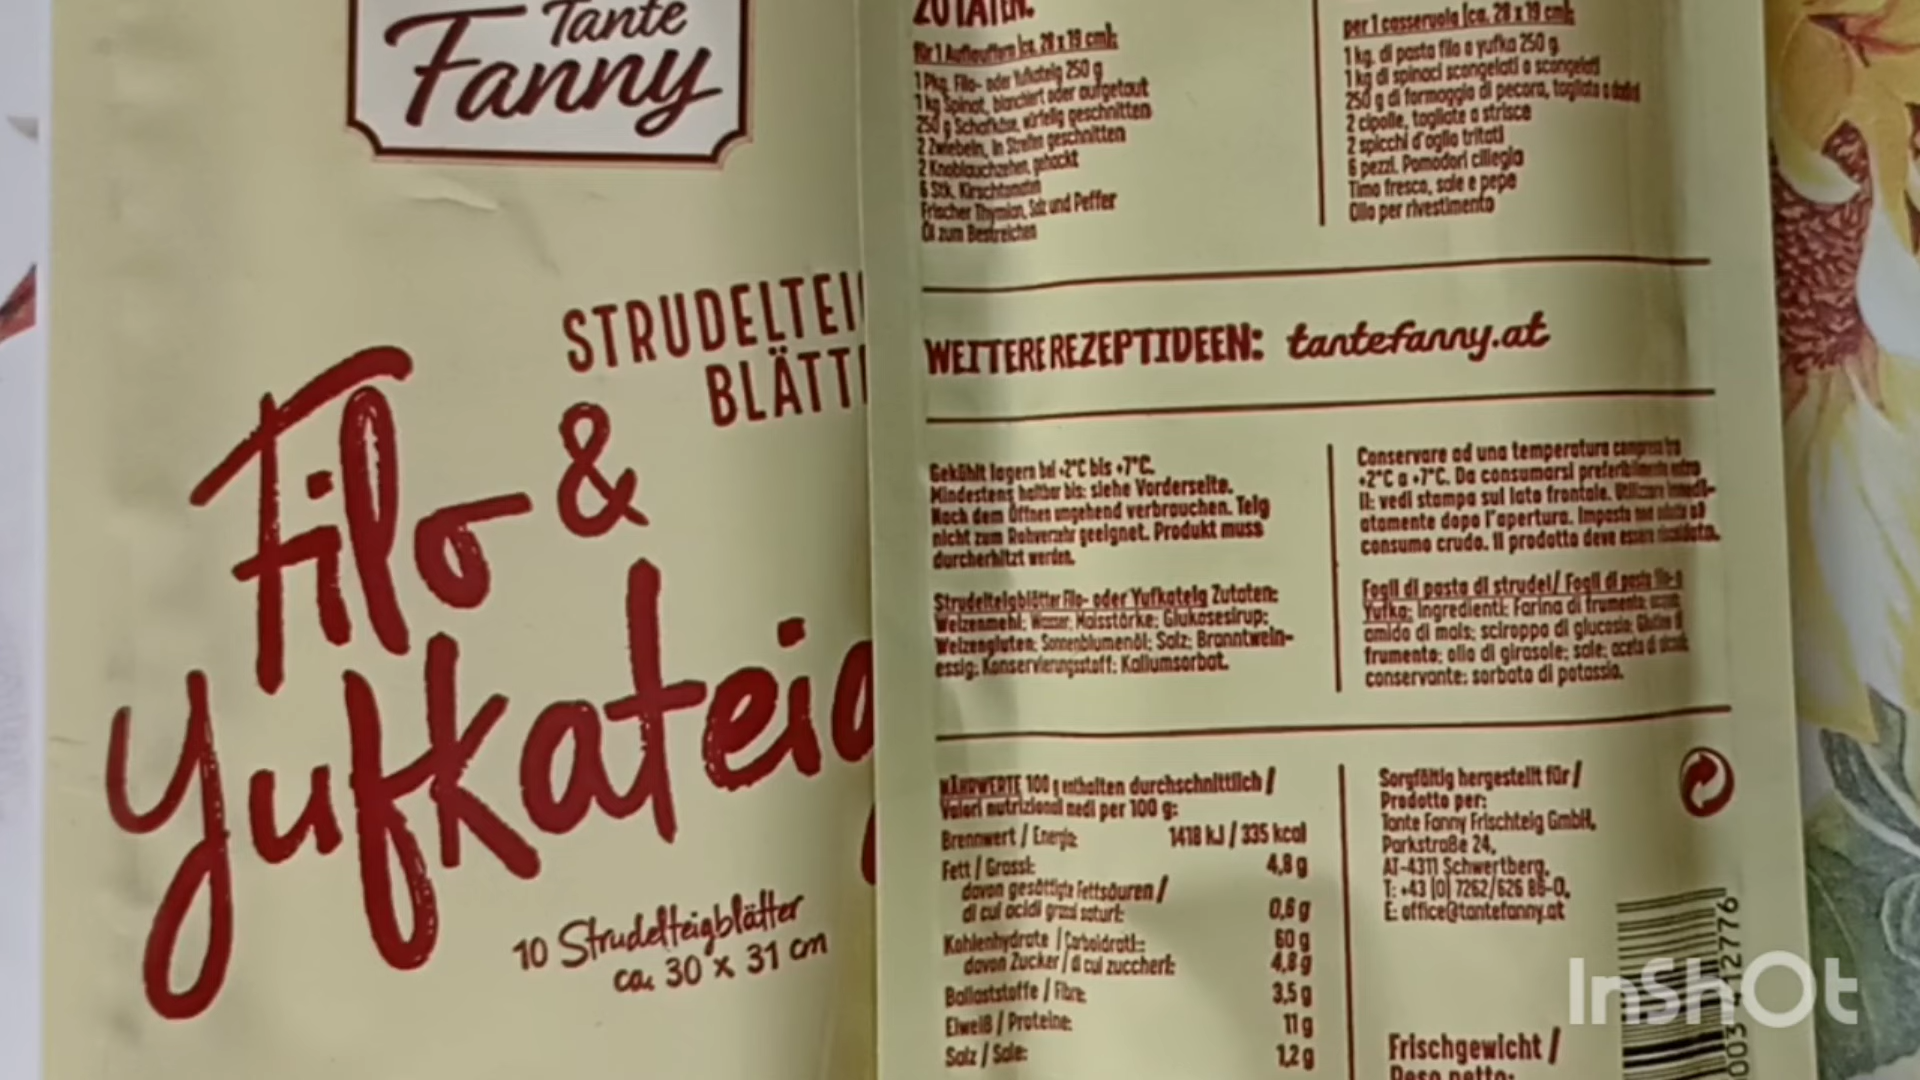 Tante
Fanny
STRUDELTEI
BLÄTT
Filo &
Yufkateig
10 Strudelteigblätter
ca. 30 x 31 cm
ZUTATEN:
für 1 Auflaufform (ca. 28 x 19 cm):
1 Pkg. Filo- oder Yufkateig 250 g
1 kg Spinat, blanchiert oder aufgetaut
250 g Schafkäse, würfelig geschnitten
2 Zwiebeln, in Streifen geschnitten
2 Knoblauchzehen, gehackt
6 Stk. Kirschtomaten
Frischer Thymian, Salz und Pfeffer
Öl zum Bestreichen
per 1 casseruola (ca. 28 x 19 cm):
1 kg. di pasta filo o yufka 250 g
1 kg di spinaci scongelati o scongelati
250 g di formaggio di pecora, tagliato a dadi
2 cipolle, tagliate a strisce
2 spicchi d'aglio tritati
6 pezzi. Pomodori ciliegia
Timo fresco, sale e pepe
Olio per rivestimento
WEITERE REZEPTIDEEN: tantefanny.at
Gekühlt lagern bei +2°C bis +7°C.
Mindestens haltbar bis: siehe Vorderseite.
Nach dem Öffnen umgehend verbrauchen. Teig
nicht zum Rohverzehr geeignet. Produkt muss
durcherhitzt werden.
Strudelteigblätter Filo- oder Yufkateig Zutaten:
Weizenmehl; Wasser; Maisstärke; Glukosesirup;
Weizengluten; Sonnenblumenöl; Salz; Branntwein-
essig; Konservierungsstoff: Kaliumsorbat.
Conservare ad una temperatura compresa tra
+2°C a +7°C. Da consumarsi preferibilmente entro
il: vedi stampa sul lato frontale. Utilizzare immedi-
atamente dopo l'apertura. Impasto non adatto al
consumo crudo. Il prodotto deve essere riscaldato.
Fogli di pasta di strudel/ Fogli di pasta filo-o
Yufka: Ingredienti: Farina di frumento; acqua;
amido di mais; sciroppo di glucosio; Glutine di
frumento; olio di girasole; sale; aceto di alcole;
conservante: sorbato di potassio.
NÄHRWERTE 100 g enthalten durchschnittlich /
Valori nutrizionali medi per 100 g:
Brennwert / Energia: 1418 kJ / 335 kcal
Fett / Grassi: 4,8 g
davon gesättigte Fettsäuren /
di cui acidi grassi saturi: 0,6 g
Kohlenhydrate / Carboidrati: 60 g
davon Zucker / di cui zuccheri: 4,8 g
Ballaststoffe / Fibre: 3,5 g
Eiweiß / Proteine: 11 g
Salz / Sale: 1,2 g
Sorgfältig hergestellt für /
Prodotto per:
Tante Fanny Frischteig GmbH,
Parkstraße 24,
AT-4311 Schwertberg,
T: +43 (0) 7262/626 86-0,
E: office@tantefanny.at
Frischgewicht /
Peso netto:
InShOt